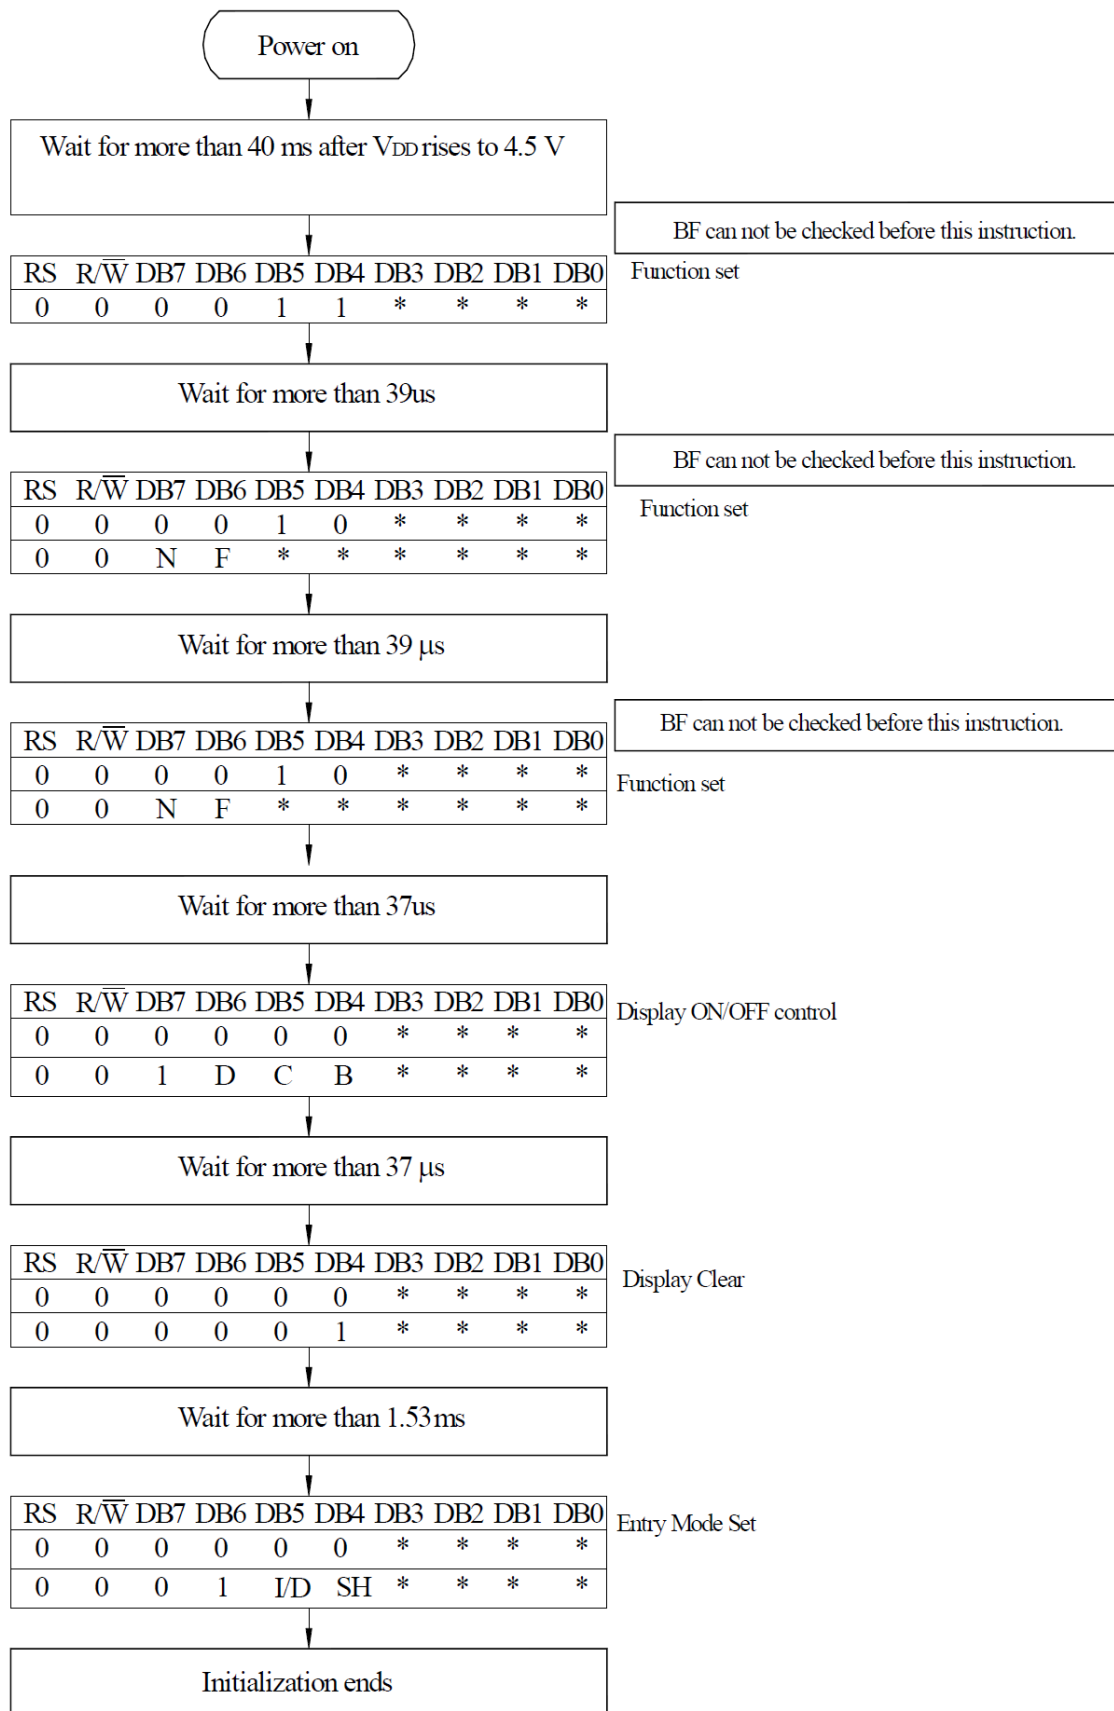 Power on
Wait for more than 40 ms after VDD rises to 4.5 V
BF can not be checked before this instruction.
RS R/W̅ DB7 DB6 DB5 DB4 DB3 DB2 DB1 DB0
Function set
0 0 0 0 1 1 * * * *
Wait for more than 39us
BF can not be checked before this instruction.
RS R/W̅ DB7 DB6 DB5 DB4 DB3 DB2 DB1 DB0
Function set
0 0 0 0 1 0 * * * *
0 0 N F * * * * * *
Wait for more than 39 μs
BF can not be checked before this instruction.
RS R/W̅ DB7 DB6 DB5 DB4 DB3 DB2 DB1 DB0
0 0 0 0 1 0 * * * *
Function set
0 0 N F * * * * * *
Wait for more than 37us
RS R/W̅ DB7 DB6 DB5 DB4 DB3 DB2 DB1 DB0
Display ON/OFF control
0 0 0 0 0 0 * * * *
0 0 1 D C B * * * *
Wait for more than 37 μs
RS R/W̅ DB7 DB6 DB5 DB4 DB3 DB2 DB1 DB0
Display Clear
0 0 0 0 0 0 * * * *
0 0 0 0 0 1 * * * *
Wait for more than 1.53ms
RS R/W̅ DB7 DB6 DB5 DB4 DB3 DB2 DB1 DB0
Entry Mode Set
0 0 0 0 0 0 * * * *
0 0 0 1 I/D SH * * * *
Initialization ends